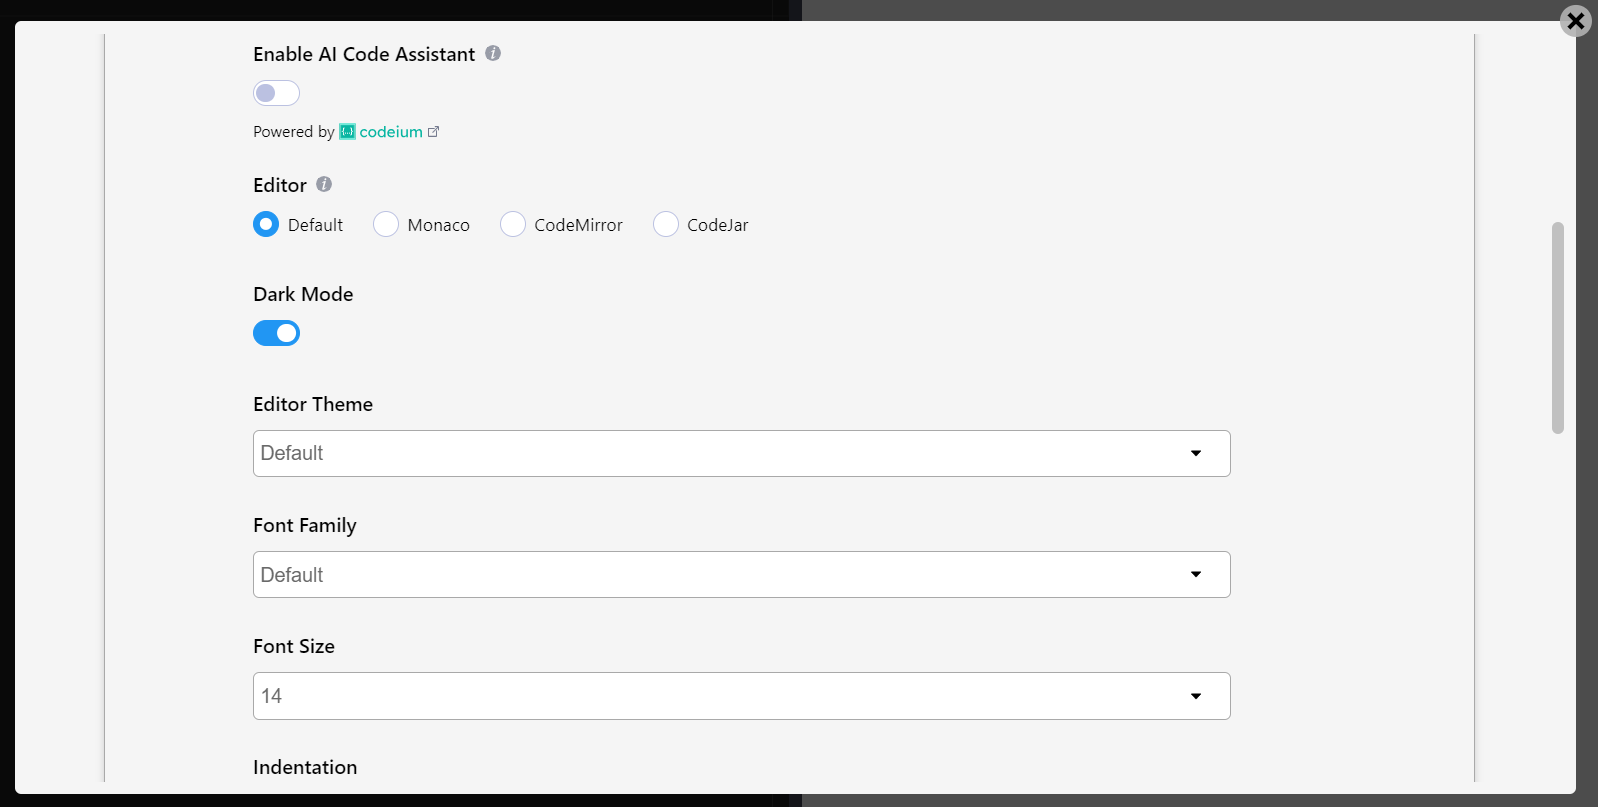 Enable AI Code Assistant
Powered by codeium
Editor
Default Monaco CodeMirror CodeJar
Dark Mode
Editor Theme
Default
Font Family
Default
Font Size
14
Indentation